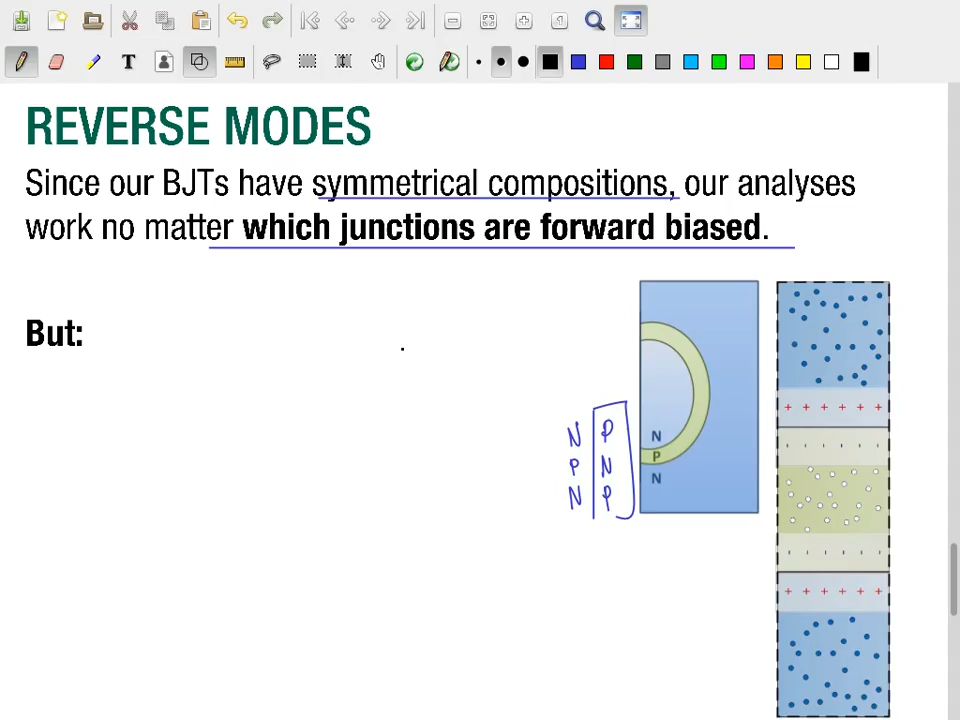 REVERSE MODES
Since our BJTs have symmetrical compositions, our analyses
work no matter which junctions are forward biased.
But:
N P
P N
N P
N
P
N